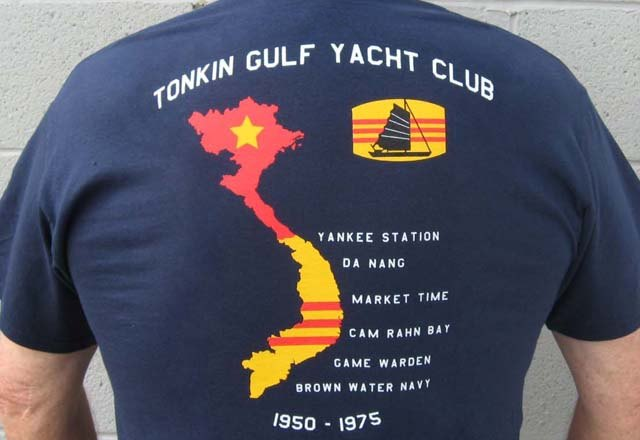 TONKIN GULF YACHT CLUB
YANKEE STATION
DA NANG
MARKET TIME
CAM RAHN BAY
GAME WARDEN
BROWN WATER NAVY
1950 - 1975